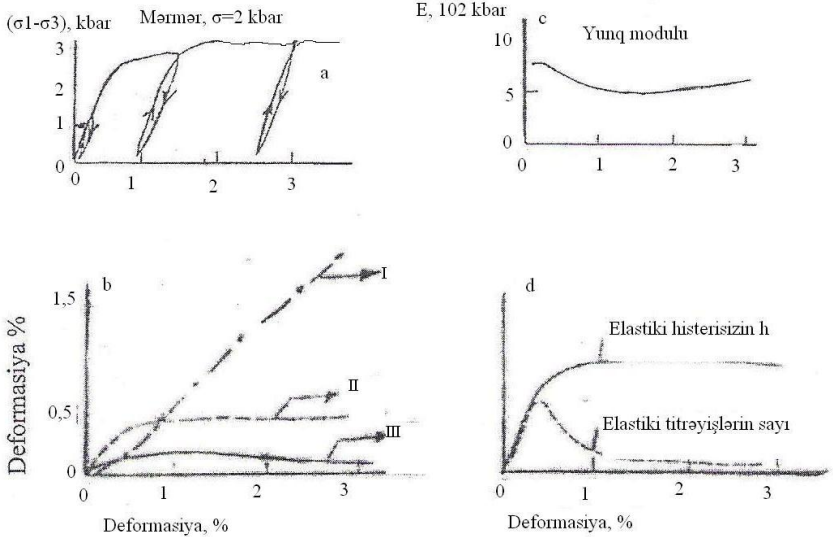 (σ1-σ3), kbar
Mərmər, σ=2 kbar
3
2
1
0
a
0
1
2
3
E, 102 kbar
c
Yunq modulu
10
5
0
0
1
2
3
b
I
1,5
II
0,5
III
0
Deformasiya %
0
1
2
3
Deformasiya, %
d
Elastiki histerisizin h
Elastiki titrəyişlərin sayı
0
0
1
2
3
Deformasiya, %